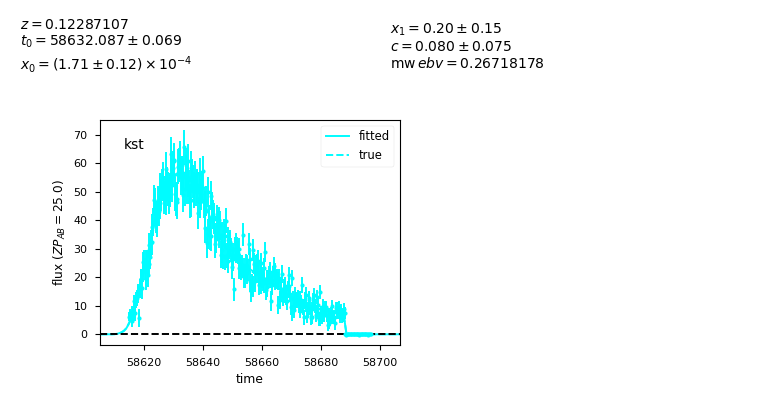 z = 0.12287107
t₀ = 58632.087 ± 0.069
x₀ = (1.71 ± 0.12) × 10⁻⁴
x₁ = 0.20 ± 0.15
c = 0.080 ± 0.075
mw ebv = 0.26718178
kst
fitted
true
flux (ZP_AB = 25.0)
70
60
50
40
30
20
10
0
58620 58640 58660 58680 58700
time